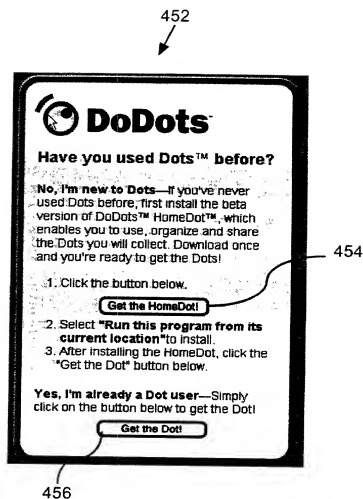 452
DoDots™
Have you used Dots™ before?
No, I'm new to Dots—If you've never
used Dots before, first install the beta
version of DoDots™ HomeDot™, which
enables you to use, organize and share
the Dots you will collect. Download once
and you're ready to get the Dots!
454
1. Click the button below.
Get the HomeDot!
2. Select "Run this program from its
current location"to install.
3. After installing the HomeDot, click the
"Get the Dot" button below.
Yes, I'm already a Dot user—Simply
click on the button below to get the Dot!
Get the Dot!
456